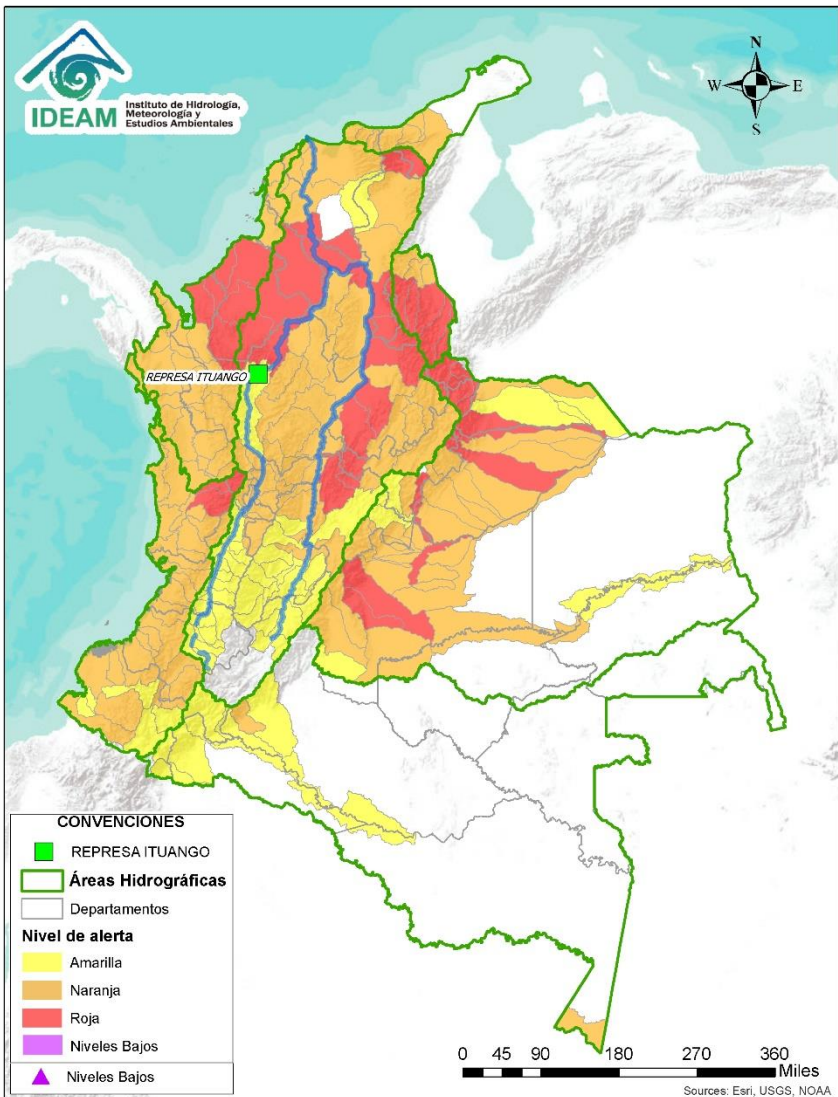 IDEAM
Instituto de Hidrología,
Meteorología y
Estudios Ambientales
N
W
E
S
REPRESA ITUANGO
CONVENCIONES
REPRESA ITUANGO
Áreas Hidrográficas
Departamentos
Nivel de alerta
Amarilla
Naranja
Roja
Niveles Bajos
Niveles Bajos
0 45 90 180 270 360
Miles
Sources: Esri, USGS, NOAA